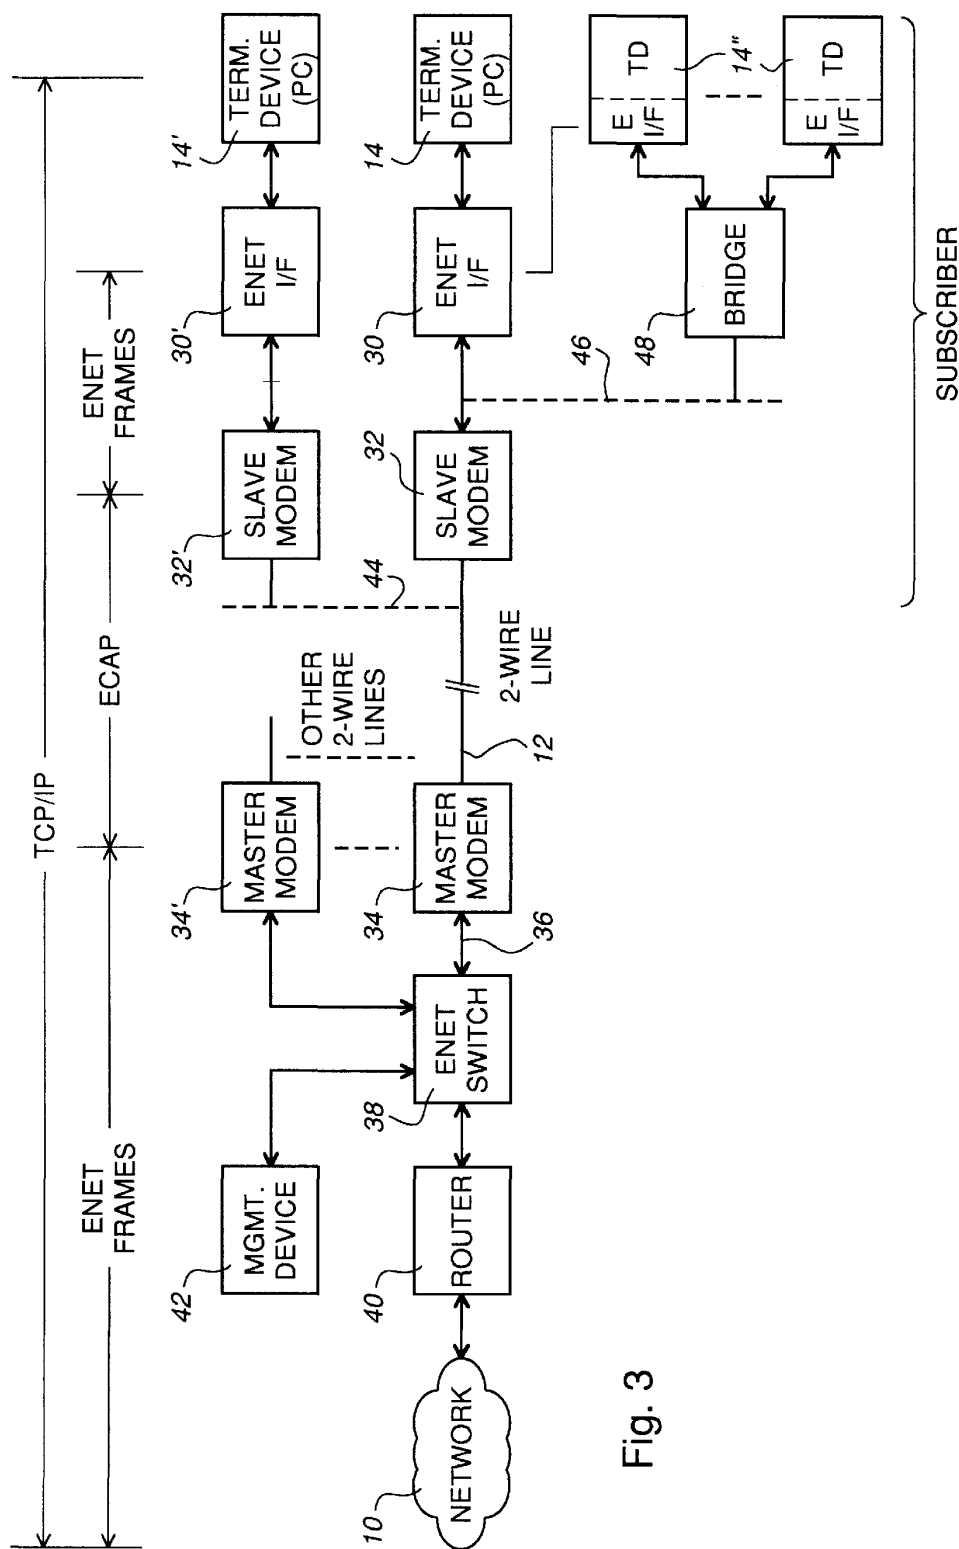 TCP/IP
ENET
FRAMES
ECAP
ENET
FRAMES
42
MGMT.
DEVICE
34'
MASTER
MODEM
OTHER
2-WIRE
LINES
32'
SLAVE
MODEM
30'
ENET
I/F
14'
TERM.
DEVICE
(PC)
10
NETWORK
40
ROUTER
38
ENET
SWITCH
36
34
MASTER
MODEM
12
2-WIRE
LINE
44
32
SLAVE
MODEM
30
ENET
I/F
14
TERM.
DEVICE
(PC)
46
48
BRIDGE
E
I/F
TD
14"
E
I/F
TD
SUBSCRIBER
Fig. 3